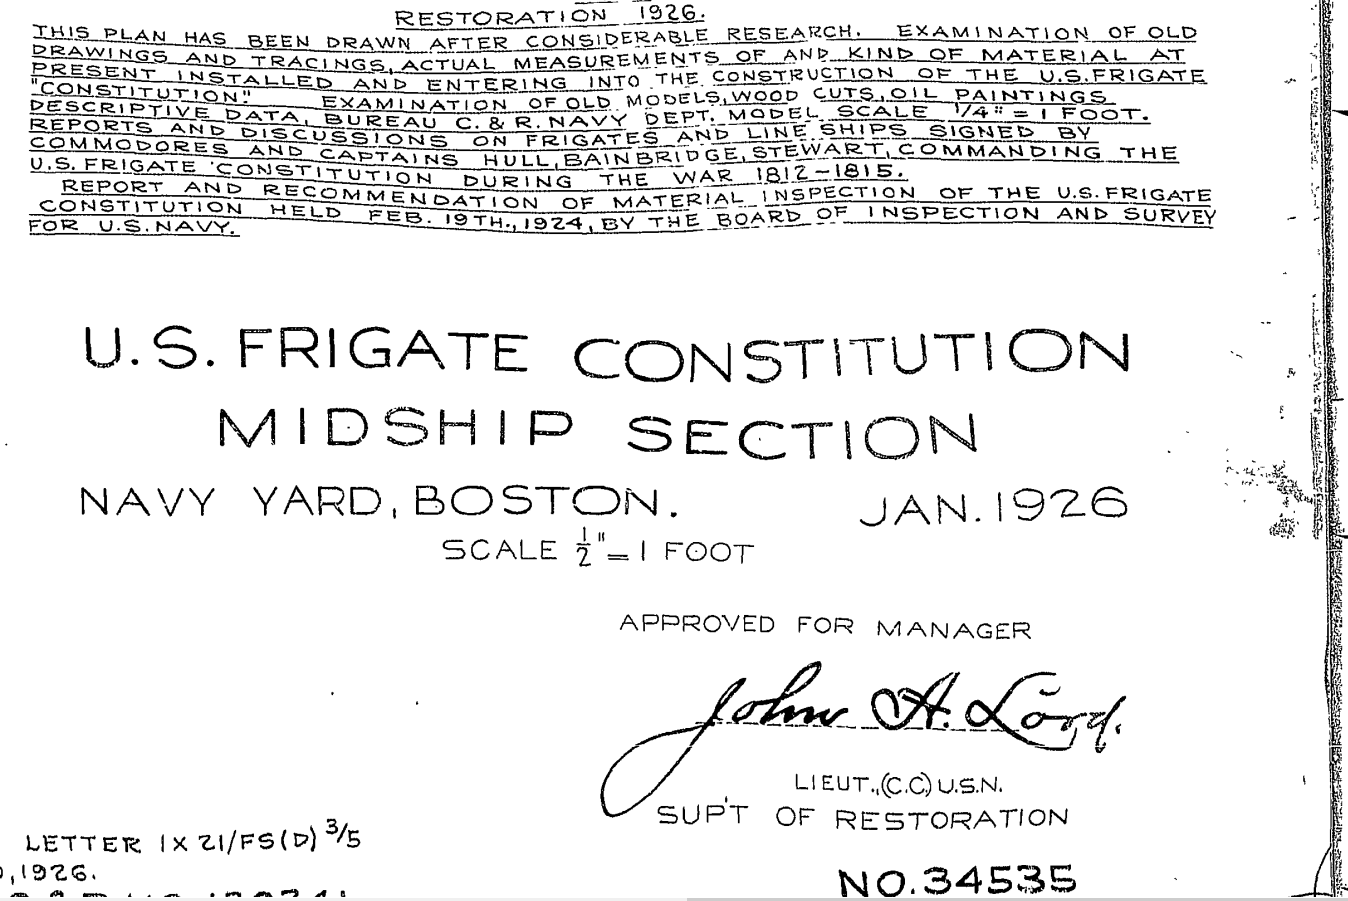 RESTORATION 1926.
THIS PLAN HAS BEEN DRAWN AFTER CONSIDERABLE RESEARCH. EXAMINATION OF OLD
DRAWINGS AND TRACINGS, ACTUAL MEASUREMENTS OF AND KIND OF MATERIAL AT
PRESENT INSTALLED AND ENTERING INTO THE CONSTRUCTION OF THE U.S. FRIGATE
"CONSTITUTION." EXAMINATION OF OLD MODELS, WOOD CUTS, OIL PAINTINGS
DESCRIPTIVE DATA, BUREAU C. & R. NAVY DEPT. MODEL SCALE 1/4" = 1 FOOT.
REPORTS AND DISCUSSIONS ON FRIGATES AND LINE SHIPS SIGNED BY
COMMODORES AND CAPTAINS HULL, BAINBRIDGE, STEWART, COMMANDING THE
U.S. FRIGATE 'CONSTITUTION DURING THE WAR 1812-1815.
REPORT AND RECOMMENDATION OF MATERIAL INSPECTION OF THE U.S. FRIGATE
CONSTITUTION HELD FEB. 19TH., 1924, BY THE BOARD OF INSPECTION AND SURVEY
FOR U.S. NAVY.
U.S. FRIGATE CONSTITUTION
MIDSHIP SECTION
NAVY YARD, BOSTON. JAN. 1926
SCALE 1/2" = 1 FOOT
APPROVED FOR MANAGER
John A. Lord.
LIEUT., (C.C.) U.S.N.
SUP'T OF RESTORATION
LETTER IX 21/FS(D) 3/5
, 1926.
NO. 34535